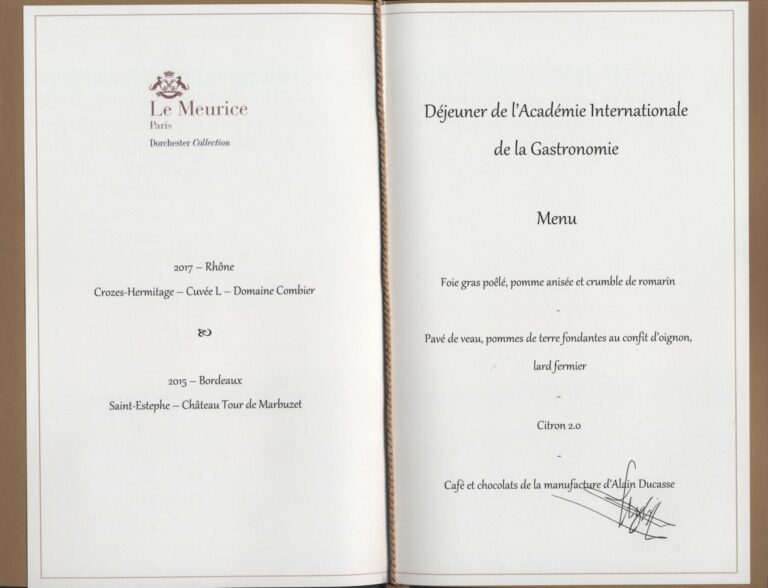 Le Meurice
Paris
Dorchester Collection
2017 – Rhône
Crozes-Hermitage – Cuvée L – Domaine Combier
2015 – Bordeaux
Saint-Estephe – Château Tour de Marbuzet
Déjeuner de l'Académie Internationale
de la Gastronomie
Menu
Foie gras poêlé, pomme anisée et crumble de romarin
-
Pavé de veau, pommes de terre fondantes au confit d'oignon,
lard fermier
-
Citron 2.0
-
Café et chocolats de la manufacture d'Alain Ducasse